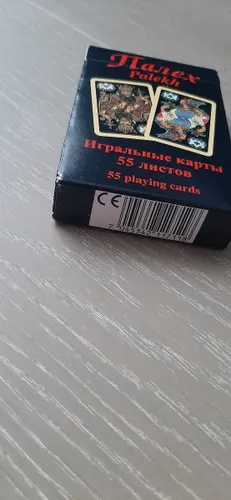 Палех
Palekh
Игральные карты
55 листов
55 playing cards
CE